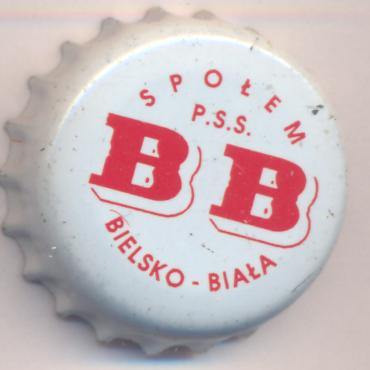 SPOŁEM
P.S.S.
BB
BIELSKO - BIAŁA